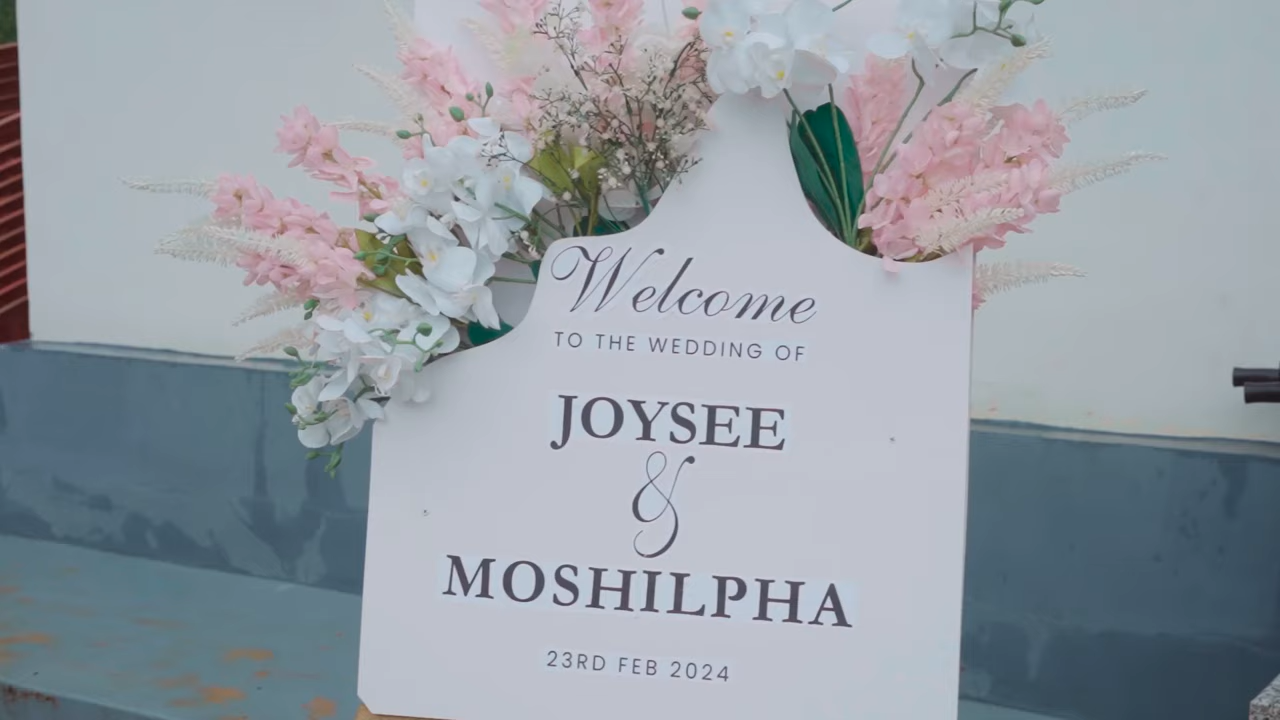 Welcome
TO THE WEDDING OF
JOYSEE
&
MOSHILPHA
23RD FEB 2024